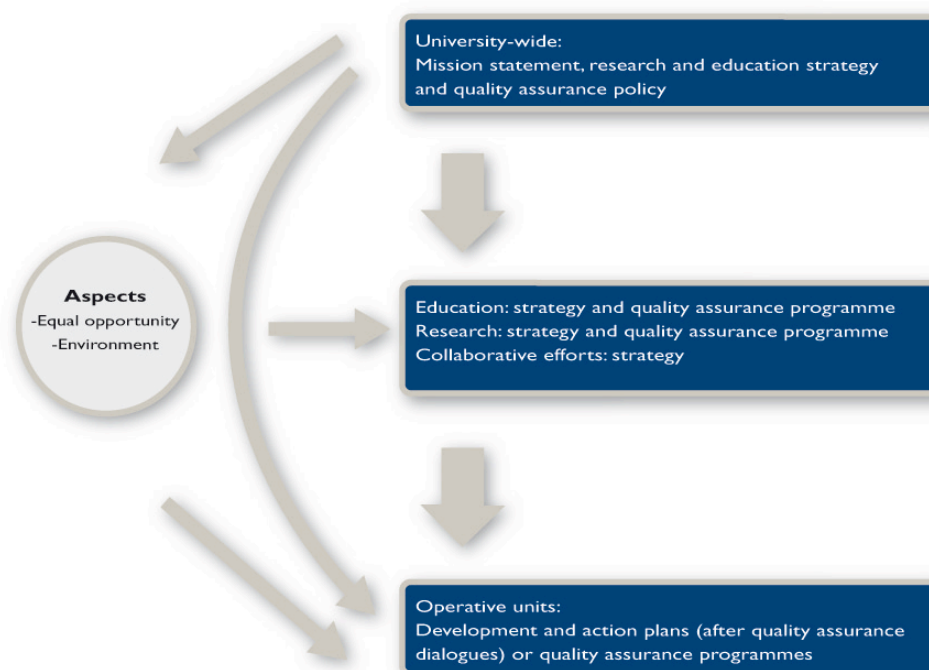 University-wide:
Mission statement, research and education strategy
and quality assurance policy
Aspects
-Equal opportunity
-Environment
Education: strategy and quality assurance programme
Research: strategy and quality assurance programme
Collaborative efforts: strategy
Operative units:
Development and action plans (after quality assurance
dialogues) or quality assurance programmes